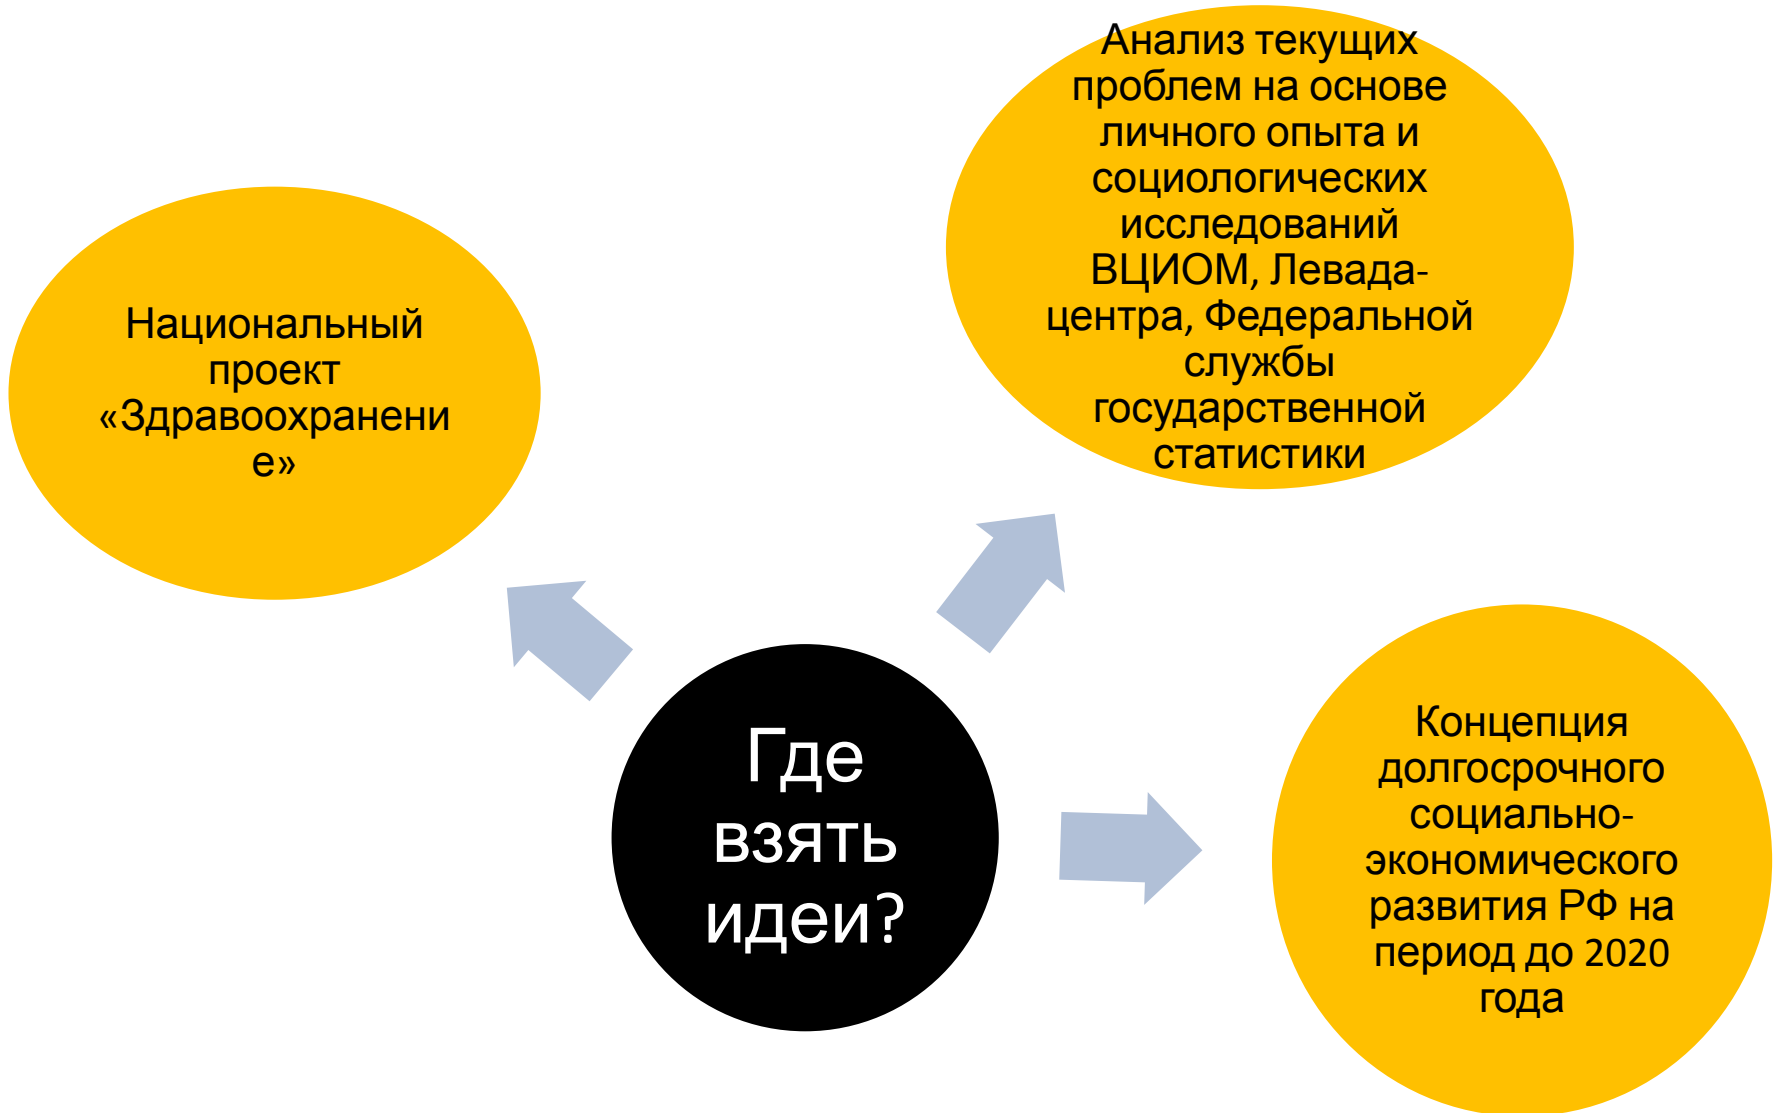 Национальный
проект
«Здравоохранени
е»
Анализ текущих
проблем на основе
личного опыта и
социологических
исследований
ВЦИОМ, Левада-
центра, Федеральной
службы
государственной
статистики
Где
взять
идеи?
Концепция
долгосрочного
социально-
экономического
развития РФ на
период до 2020
года